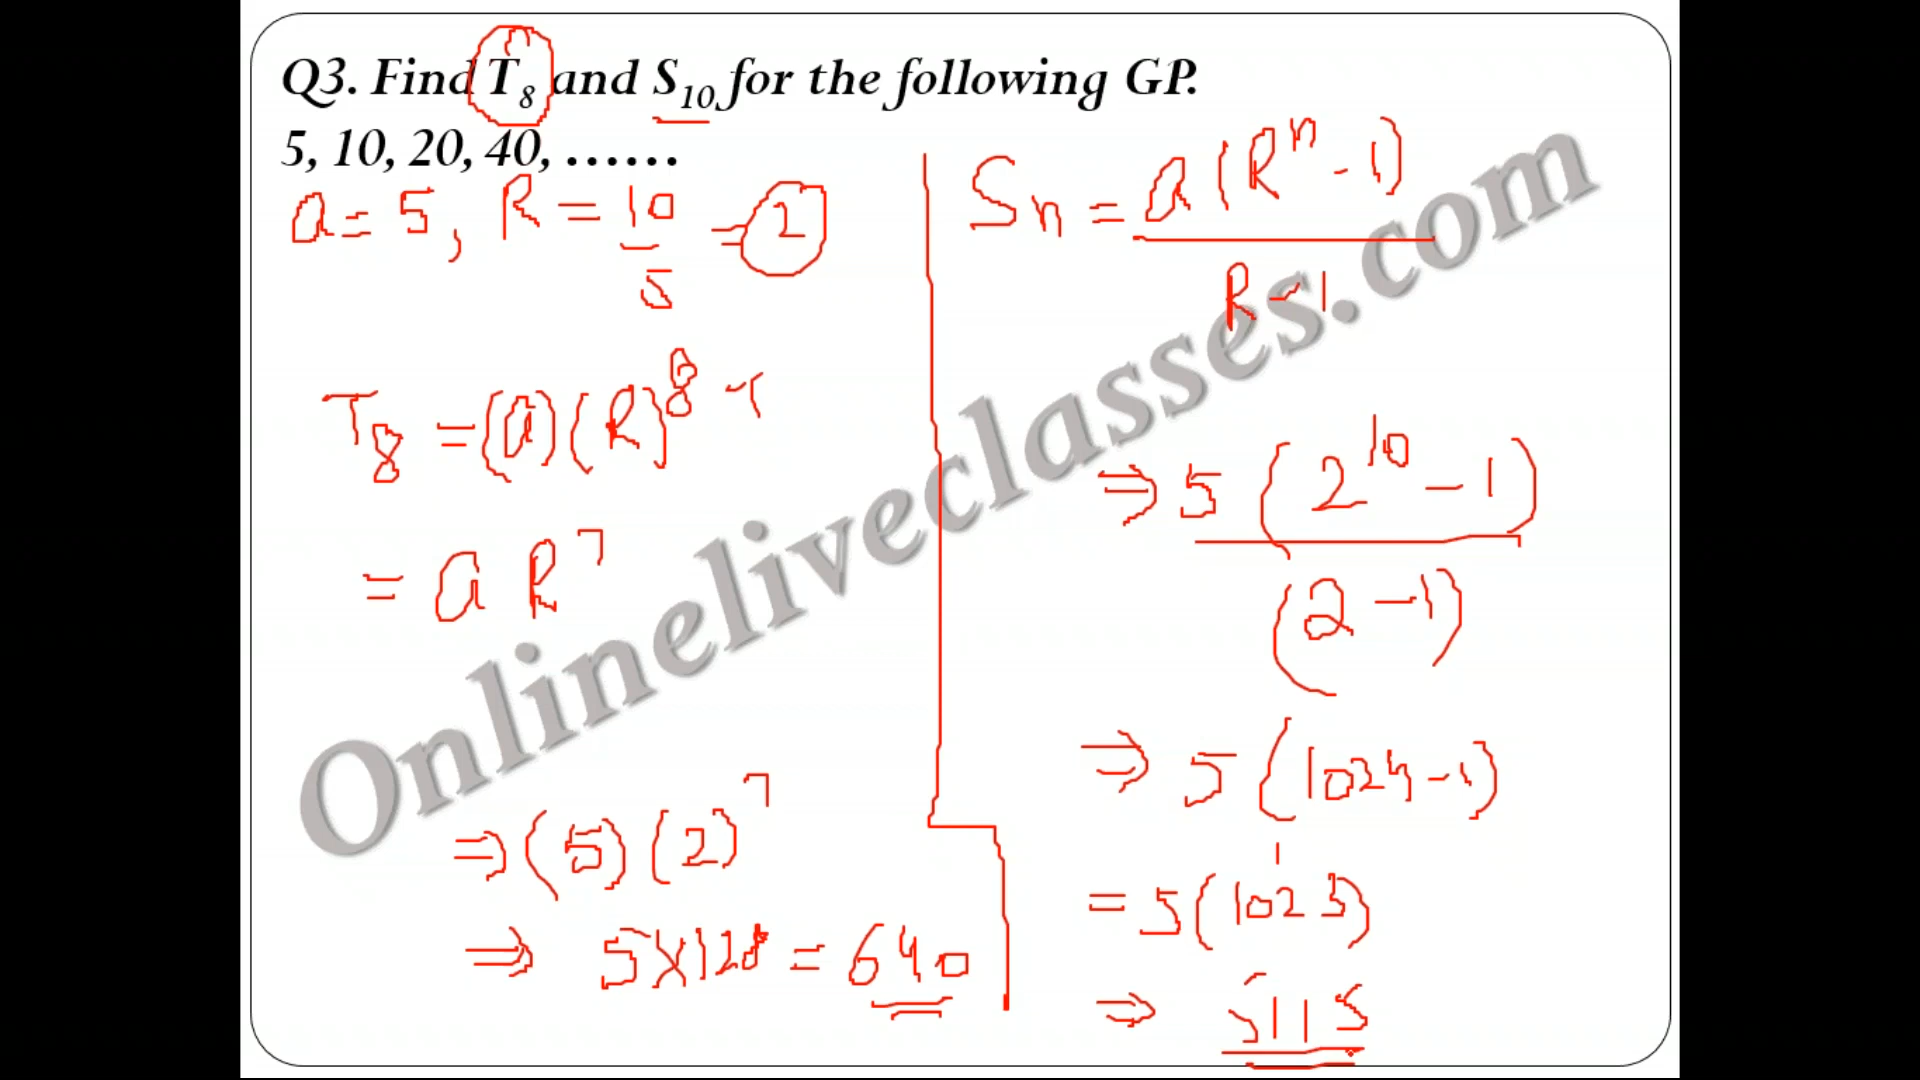 Q3. Find T8 and S10 for the following GP.
5, 10, 20, 40, ......
a = 5, R = 10/5 = 2
T8 = (a)(R)^8-1
= a R^7
⇒ (5)(2)^7
⇒ 5×128 = 640
Sn = a(R^n - 1)
R - 1
⇒ 5(2^10 - 1)
(2 - 1)
⇒ 5(1024 - 1)
= 5(1023)
⇒ 5115
Onlineliveclasses.com